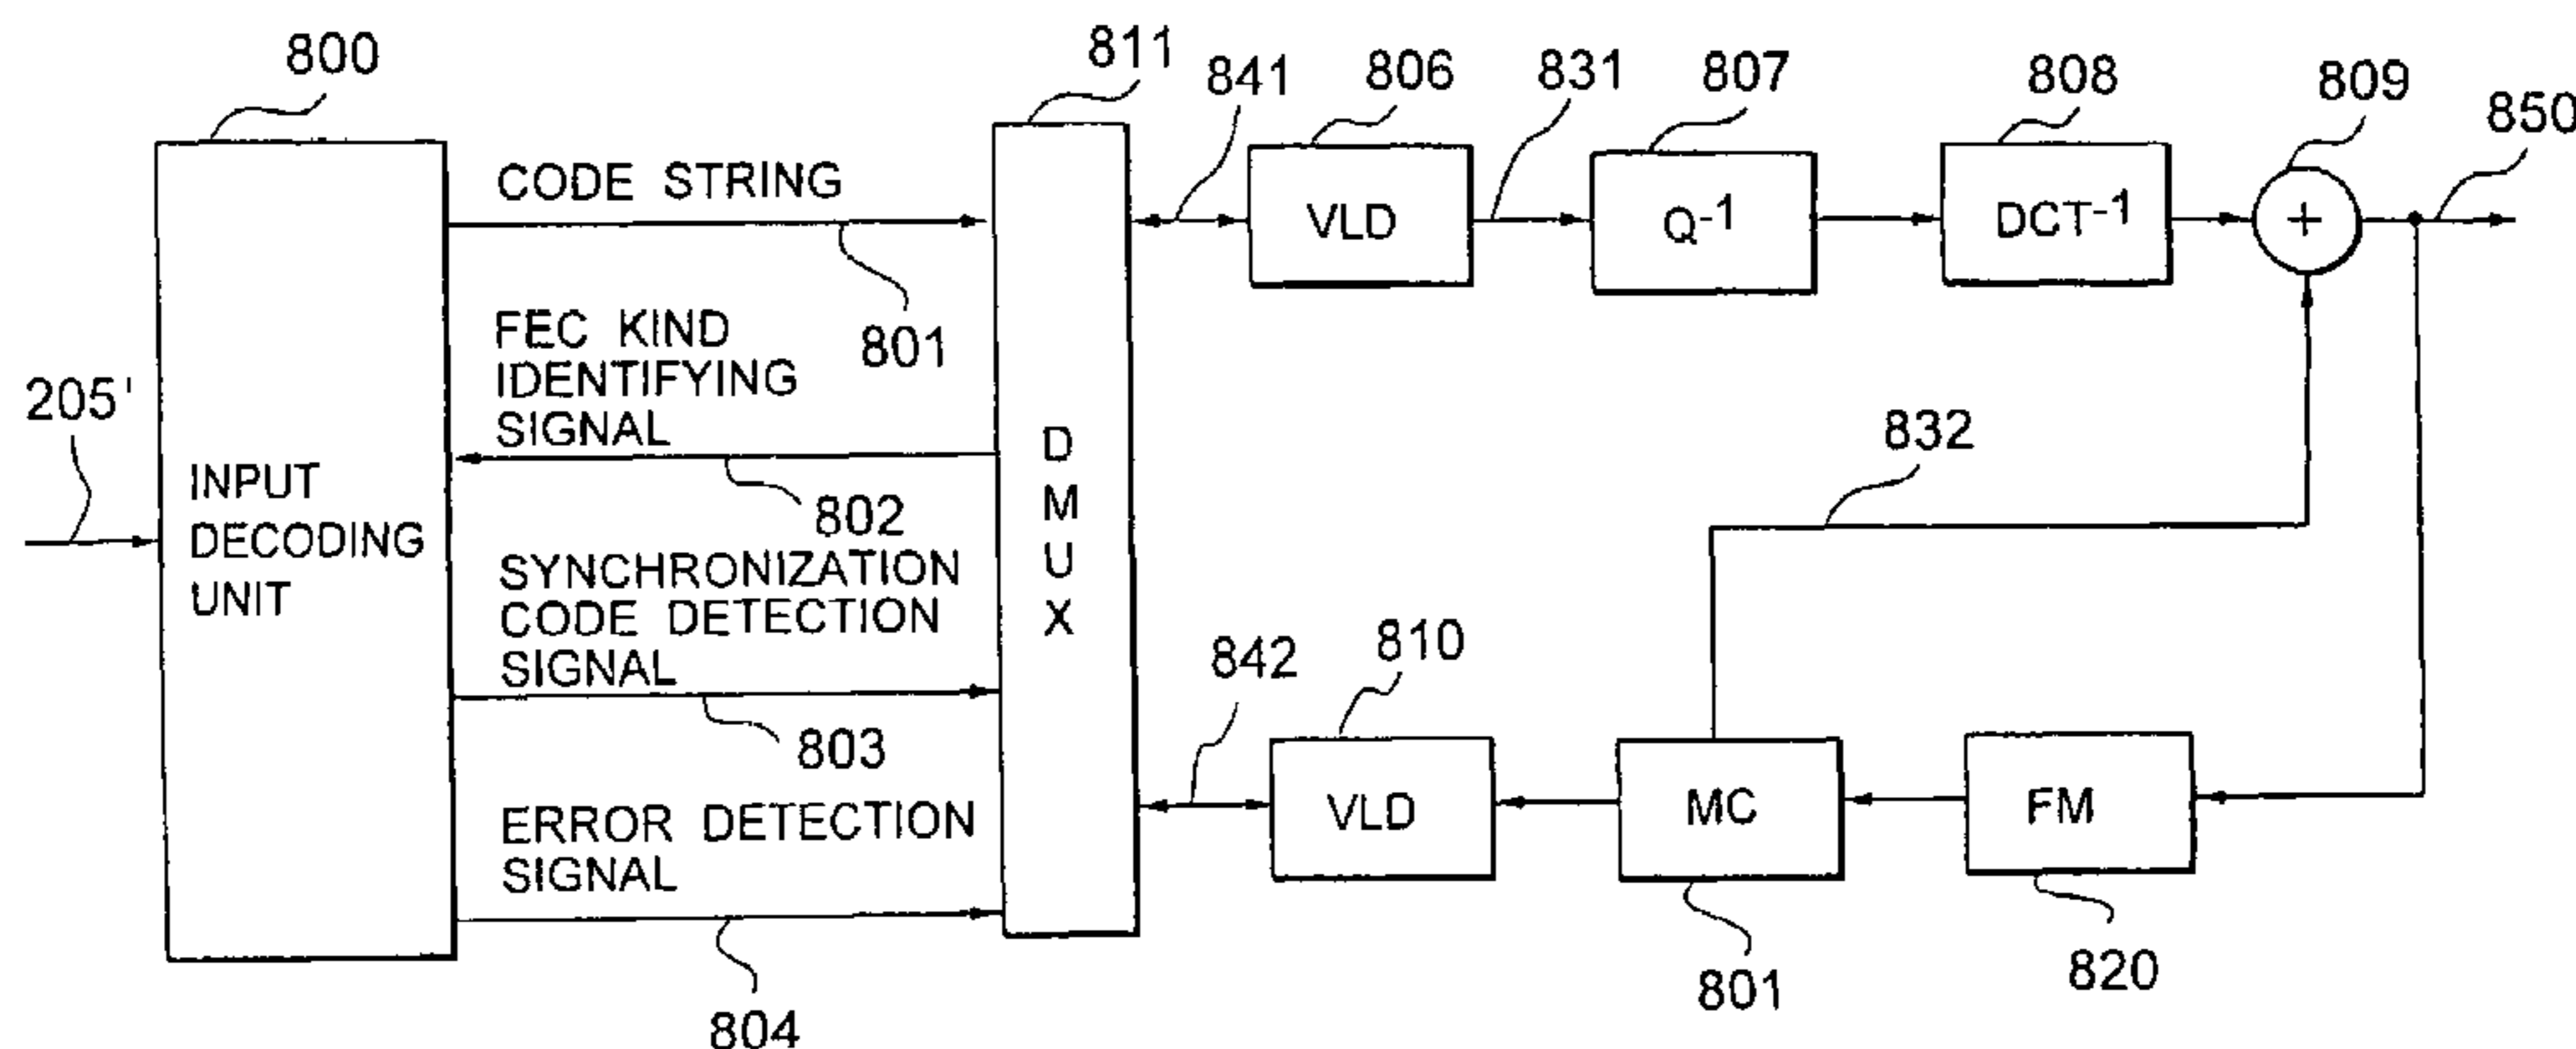 800
811
841
806
831
807
808
809
850
CODE STRING
801
VLD
Q-1
DCT-1
+
FEC KIND
IDENTIFYING
SIGNAL
802
205'
INPUT
DECODING
UNIT
D
M
U
X
832
SYNCHRONIZATION
CODE DETECTION
SIGNAL
803
842
810
VLD
MC
FM
801
820
ERROR DETECTION
SIGNAL
804